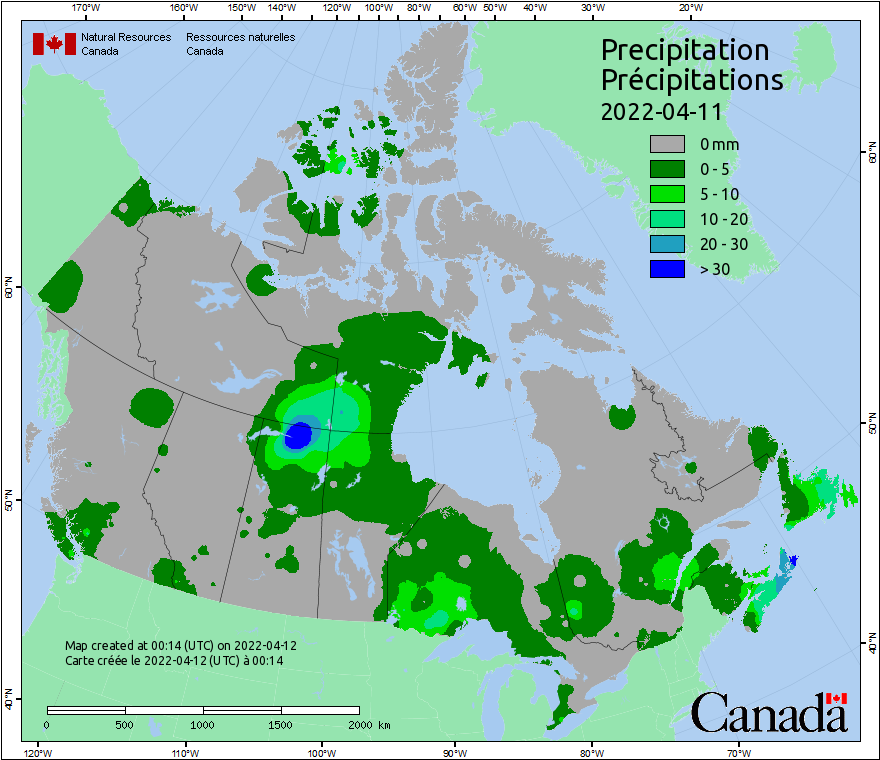 170°W 160°W 150°W 140°W 120°W 100°W 80°W 60°W 50°W 40°W 30°W 20°W
Natural Resources Ressources naturelles
Canada Canada
Precipitation
Précipitations
2022-04-11
0 mm
0 - 5
5 - 10
10 - 20
20 - 30
> 30
60°N
60°N
50°N
50°N
40°N
40°N
Map created at 00:14 (UTC) on 2022-04-12
Carte créée le 2022-04-12 (UTC) à 00:14
0 500 1000 1500 2000 km
Canada
120°W 110°W 100°W 90°W 80°W 70°W